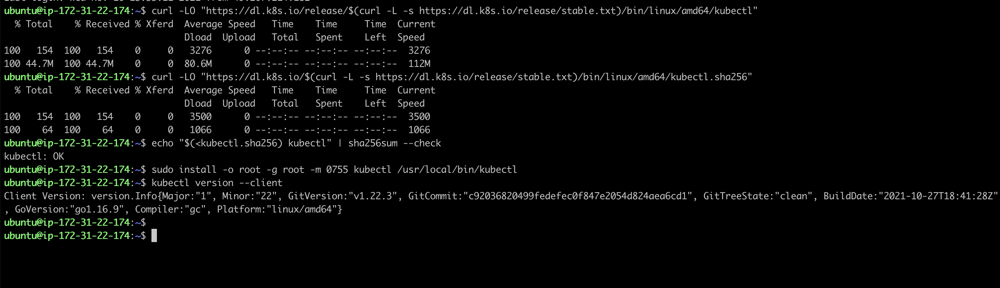 ubuntu@ip-172-31-22-174:~$ curl -LO "https://dl.k8s.io/release/$(curl -L -s https://dl.k8s.io/release/stable.txt)/bin/linux/amd64/kubectl"
  % Total    % Received % Xferd  Average Speed   Time    Time     Time  Current
                                 Dload  Upload   Total   Spent    Left  Speed
100   154  100   154    0     0   3276      0 --:--:-- --:--:-- --:--:--  3276
100 44.7M  100 44.7M    0     0  80.6M      0 --:--:-- --:--:-- --:--:--  112M
ubuntu@ip-172-31-22-174:~$ curl -LO "https://dl.k8s.io/$(curl -L -s https://dl.k8s.io/release/stable.txt)/bin/linux/amd64/kubectl.sha256"
  % Total    % Received % Xferd  Average Speed   Time    Time     Time  Current
                                 Dload  Upload   Total   Spent    Left  Speed
100   154  100   154    0     0   3500      0 --:--:-- --:--:-- --:--:--  3500
100    64  100    64    0     0   1066      0 --:--:-- --:--:-- --:--:--  1066
ubuntu@ip-172-31-22-174:~$ echo "$(<kubectl.sha256) kubectl" | sha256sum --check
kubectl: OK
ubuntu@ip-172-31-22-174:~$ sudo install -o root -g root -m 0755 kubectl /usr/local/bin/kubectl
ubuntu@ip-172-31-22-174:~$ kubectl version --client
Client Version: version.Info{Major:"1", Minor:"22", GitVersion:"v1.22.3", GitCommit:"c92036820499fedefec0f847e2054d824aea6cd1", GitTreeState:"clean", BuildDate:"2021-10-27T18:41:28Z"
, GoVersion:"go1.16.9", Compiler:"gc", Platform:"linux/amd64"}
ubuntu@ip-172-31-22-174:~$
ubuntu@ip-172-31-22-174:~$